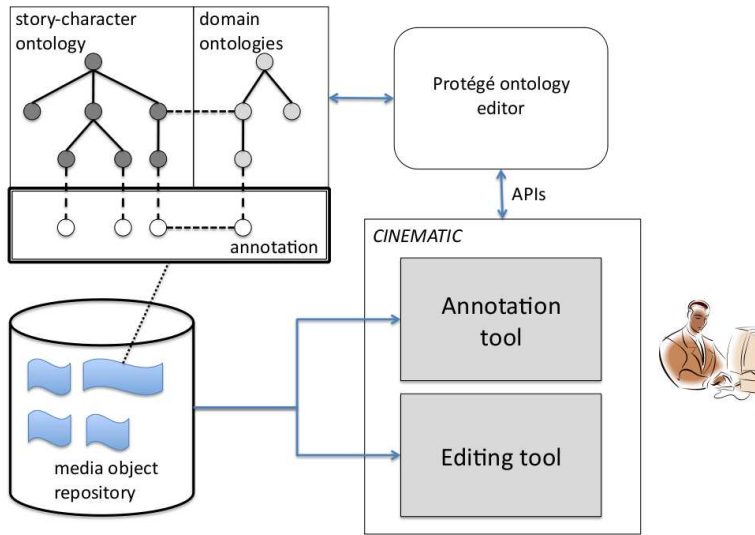 story-character
ontology
domain
ontologies
Protégé ontology
editor
annotation
APIs
CINEMATIC
Annotation
tool
Editing tool
media object
repository